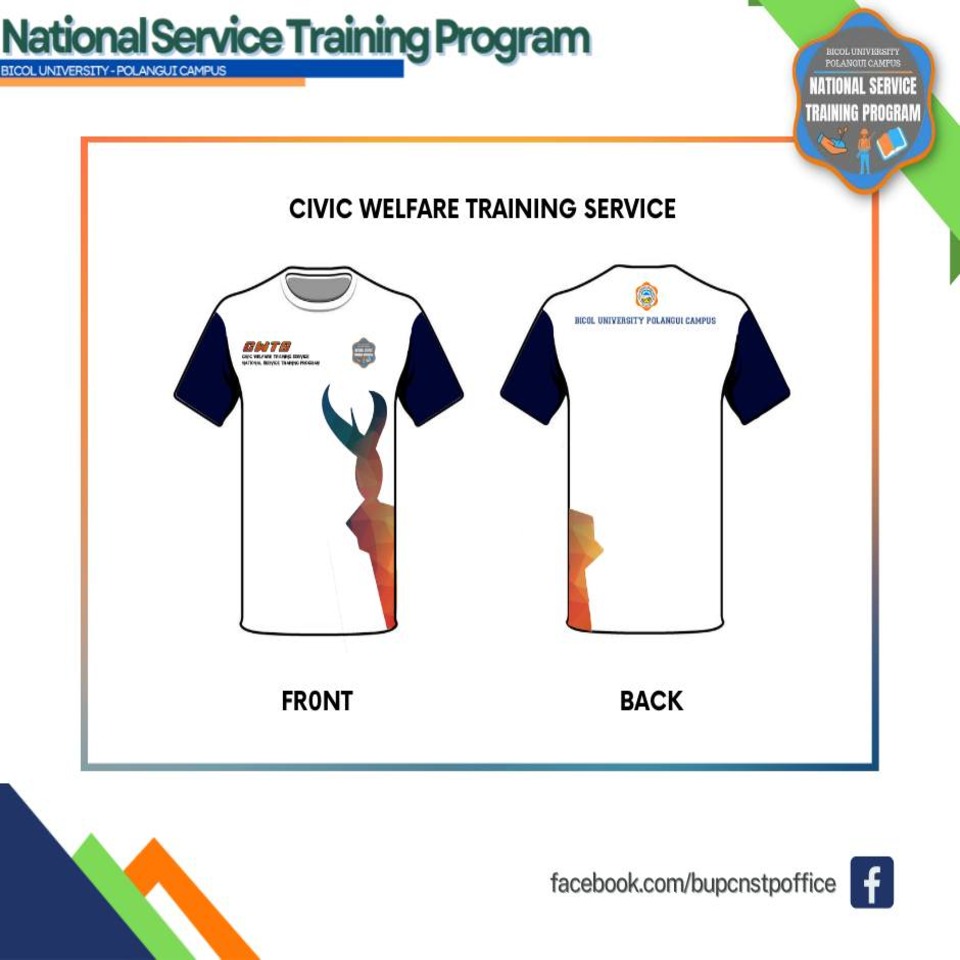 National Service Training Program
BICOL UNIVERSITY - POLANGUI CAMPUS
BICOL UNIVERSITY
POLANGUI CAMPUS
NATIONAL SERVICE
TRAINING PROGRAM
CIVIC WELFARE TRAINING SERVICE
CWTS
CIVIC WELFARE TRAINING SERVICE
NATIONAL SERVICE TRAINING PROGRAM
BICOL UNIVERSITY POLANGUI CAMPUS
FR0NT
BACK
facebook.com/bupcnstpoffice
f